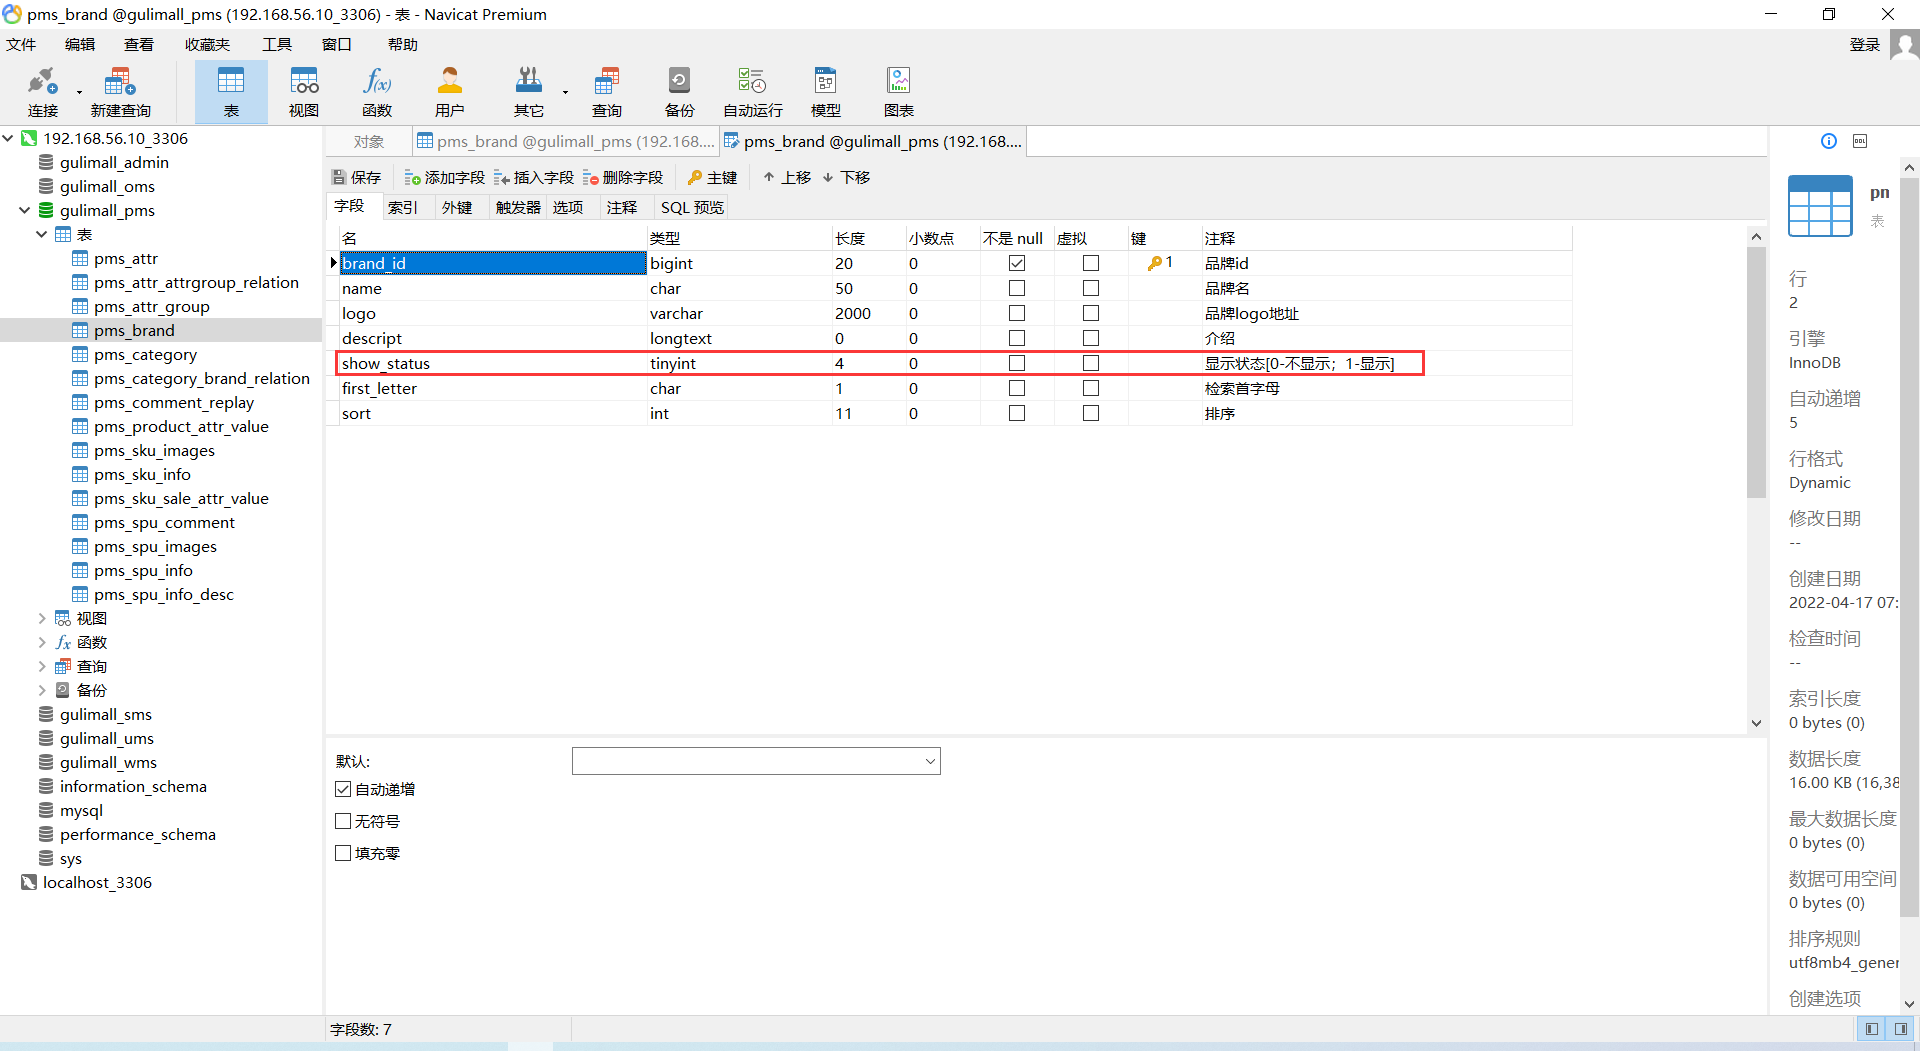 pms_brand @gulimall_pms (192.168.56.10_3306) - 表 - Navicat Premium
文件 编辑 查看 收藏夹 工具 窗口 帮助 登录
连接 新建查询 表 视图 函数 用户 其它 查询 备份 自动运行 模型 图表
192.168.56.10_3306
gulimall_admin
gulimall_oms
gulimall_pms
表
pms_attr
pms_attr_attrgroup_relation
pms_attr_group
pms_brand
pms_category
pms_category_brand_relation
pms_comment_replay
pms_product_attr_value
pms_sku_images
pms_sku_info
pms_sku_sale_attr_value
pms_spu_comment
pms_spu_images
pms_spu_info
pms_spu_info_desc
视图
函数
查询
备份
gulimall_sms
gulimall_ums
gulimall_wms
information_schema
mysql
performance_schema
sys
localhost_3306
对象 pms_brand @gulimall_pms (192.168.... pms_brand @gulimall_pms (192.168....
保存 添加字段 插入字段 删除字段 主键 上移 下移
字段 索引 外键 触发器 选项 注释 SQL 预览
名 类型 长度 小数点 不是 null 虚拟 键 注释
brand_id bigint 20 0 1 品牌id
name char 50 0 品牌名
logo varchar 2000 0 品牌logo地址
descript longtext 0 0 介绍
show_status tinyint 4 0 显示状态[0-不显示；1-显示]
first_letter char 1 0 检索首字母
sort int 11 0 排序
默认:
自动递增
无符号
填充零
字段数: 7
DDL
pn
表
行
2
引擎
InnoDB
自动递增
5
行格式
Dynamic
修改日期
--
创建日期
2022-04-17 07:
检查时间
--
索引长度
0 bytes (0)
数据长度
16.00 KB (16,38
最大数据长度
0 bytes (0)
数据可用空间
0 bytes (0)
排序规则
utf8mb4_gener
创建选项